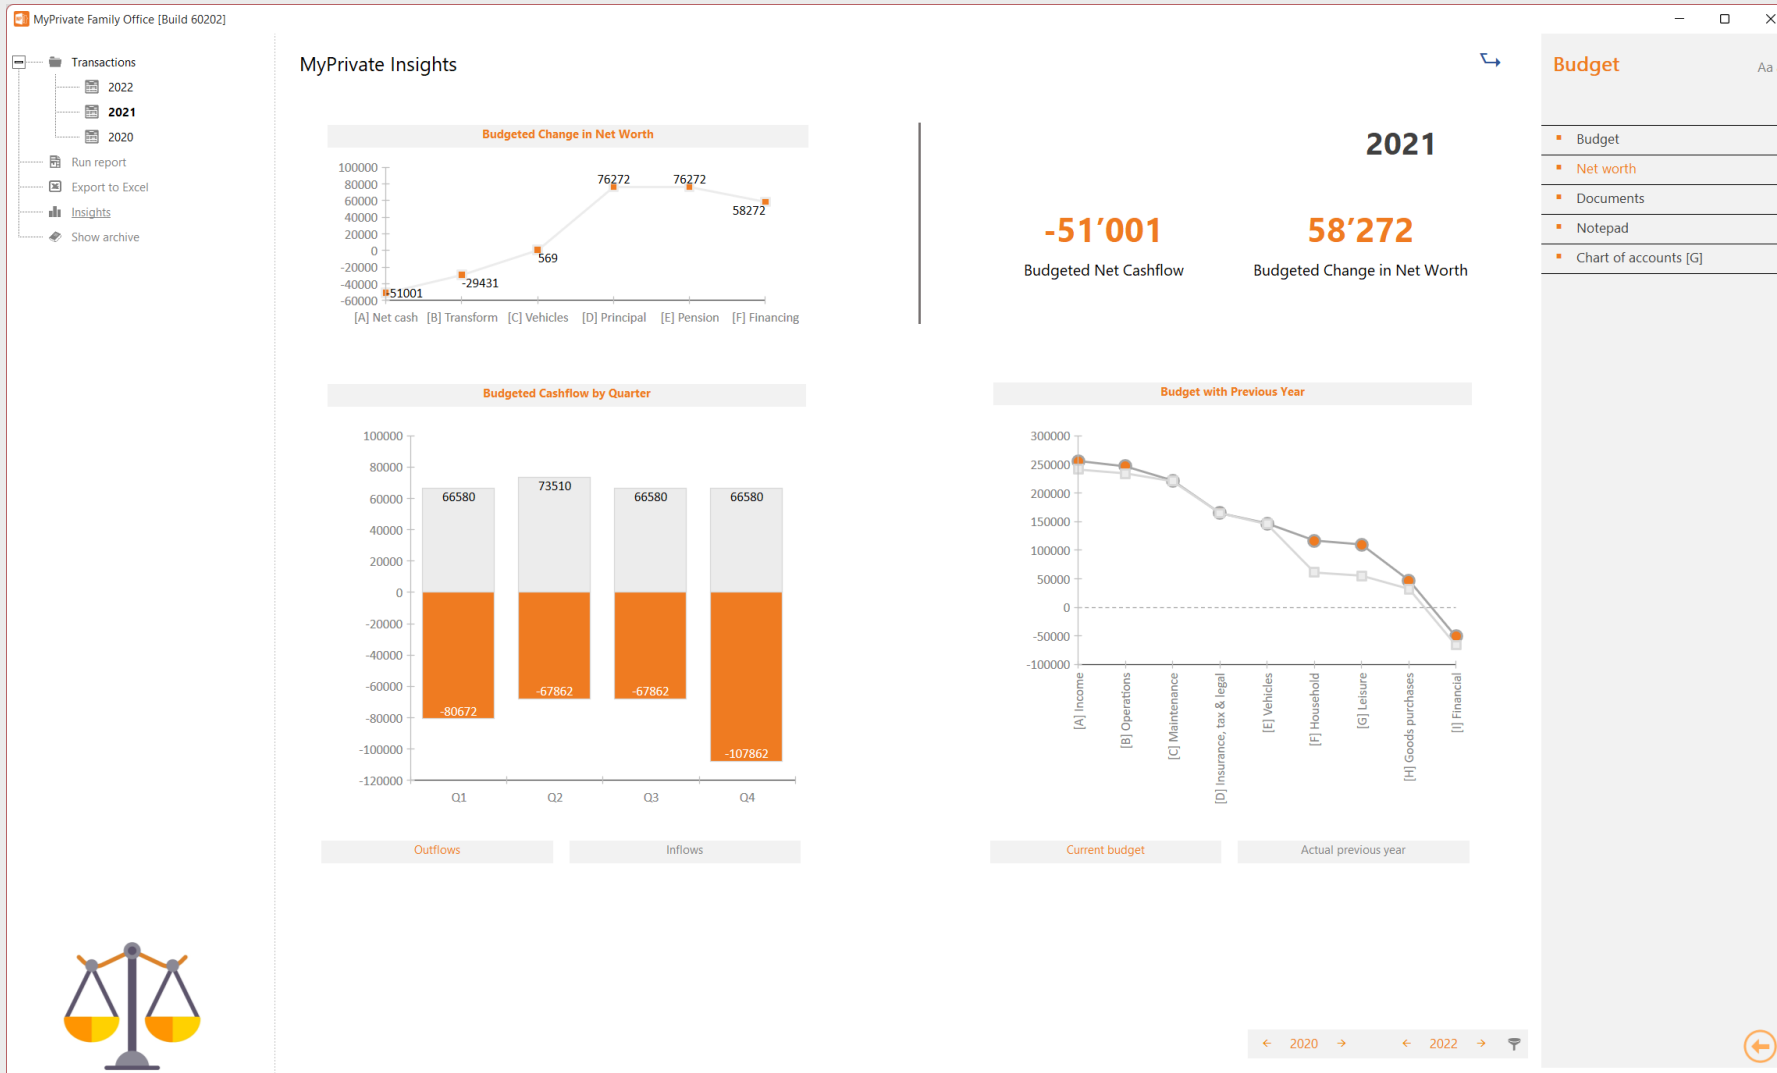 MyPrivate Family Office [Build 60202]
Transactions
2022
2021
2020
Run report
Export to Excel
Insights
Show archive
MyPrivate Insights
Budgeted Change in Net Worth
100000
80000
60000
40000
20000
0
-20000
-40000
-60000
-51001
-29431
569
76272
76272
58272
[A] Net cash [B] Transform [C] Vehicles [D] Principal [E] Pension [F] Financing
2021
-51’001
Budgeted Net Cashflow
58’272
Budgeted Change in Net Worth
Budgeted Cashflow by Quarter
100000
80000
60000
40000
20000
0
-20000
-40000
-60000
-80000
-100000
-120000
66580
73510
66580
66580
-80672
-67862
-67862
-107862
Q1 Q2 Q3 Q4
Outflows
Inflows
Budget with Previous Year
300000
250000
200000
150000
100000
50000
0
-50000
-100000
[A] Income
[B] Operations
[C] Maintenance
[D] Insurance, tax & legal
[E] Vehicles
[F] Household
[G] Leisure
[H] Goods purchases
[I] Financial
Current budget
Actual previous year
2020
2022
Budget
Aa
Budget
Net worth
Documents
Notepad
Chart of accounts [G]